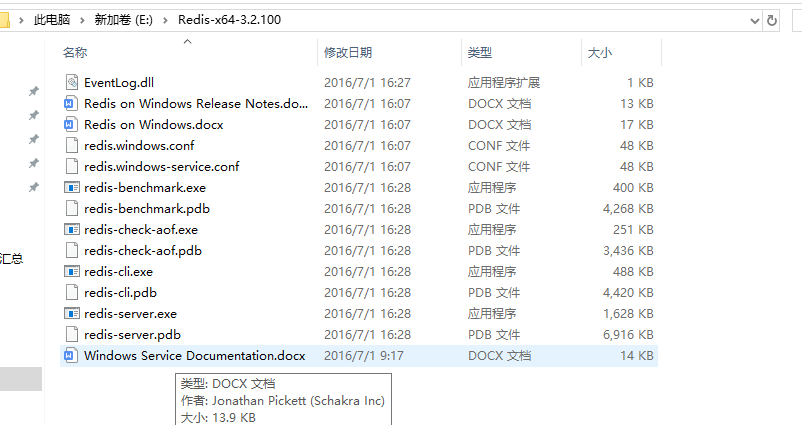 此电脑 > 新加卷 (E:) > Redis-x64-3.2.100
名称 修改日期 类型 大小
EventLog.dll 2016/7/1 16:27 应用程序扩展 1 KB
Redis on Windows Release Notes.do... 2016/7/1 16:07 DOCX 文档 13 KB
Redis on Windows.docx 2016/7/1 16:07 DOCX 文档 17 KB
redis.windows.conf 2016/7/1 16:07 CONF 文件 48 KB
redis.windows-service.conf 2016/7/1 16:07 CONF 文件 48 KB
redis-benchmark.exe 2016/7/1 16:28 应用程序 400 KB
redis-benchmark.pdb 2016/7/1 16:28 PDB 文件 4,268 KB
redis-check-aof.exe 2016/7/1 16:28 应用程序 251 KB
redis-check-aof.pdb 2016/7/1 16:28 PDB 文件 3,436 KB
汇总
redis-cli.exe 2016/7/1 16:28 应用程序 488 KB
redis-cli.pdb 2016/7/1 16:28 PDB 文件 4,420 KB
redis-server.exe 2016/7/1 16:28 应用程序 1,628 KB
redis-server.pdb 2016/7/1 16:28 PDB 文件 6,916 KB
Windows Service Documentation.docx 2016/7/1 9:17 DOCX 文档 14 KB
类型: DOCX 文档
作者: Jonathan Pickett (Schakra Inc)
大小: 13.9 KB